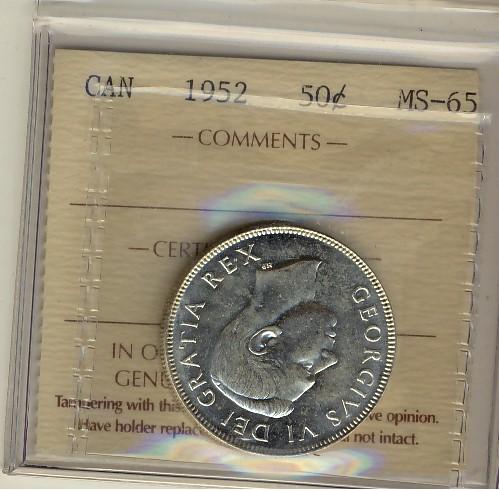 CAN 1952 50¢ MS-65
— COMMENTS —
— CERT
IN O
GENU
Tampering with this ve opinion.
Have holder replac not intact.
GEORGIVS VI DEI GRATIA REX